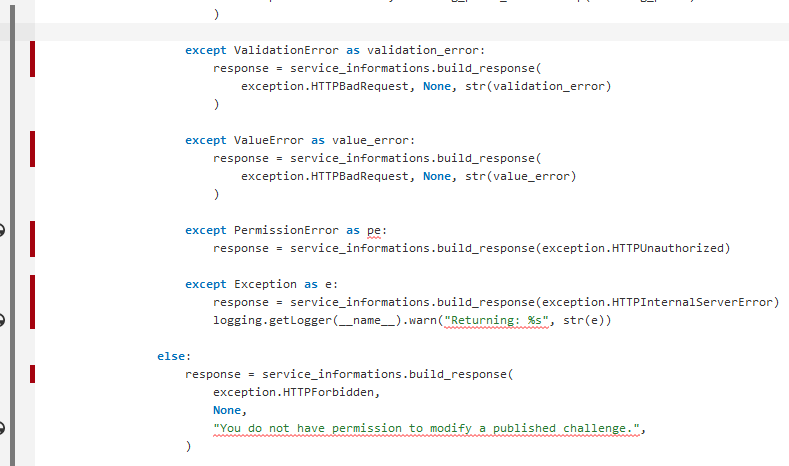 )
except ValidationError as validation_error:
response = service_informations.build_response(
exception.HTTPBadRequest, None, str(validation_error)
)
except ValueError as value_error:
response = service_informations.build_response(
exception.HTTPBadRequest, None, str(value_error)
)
except PermissionError as pe:
response = service_informations.build_response(exception.HTTPUnauthorized)
except Exception as e:
response = service_informations.build_response(exception.HTTPInternalServerError)
logging.getLogger(__name__).warn("Returning: %s", str(e))
else:
response = service_informations.build_response(
exception.HTTPForbidden,
None,
"You do not have permission to modify a published challenge.",
)